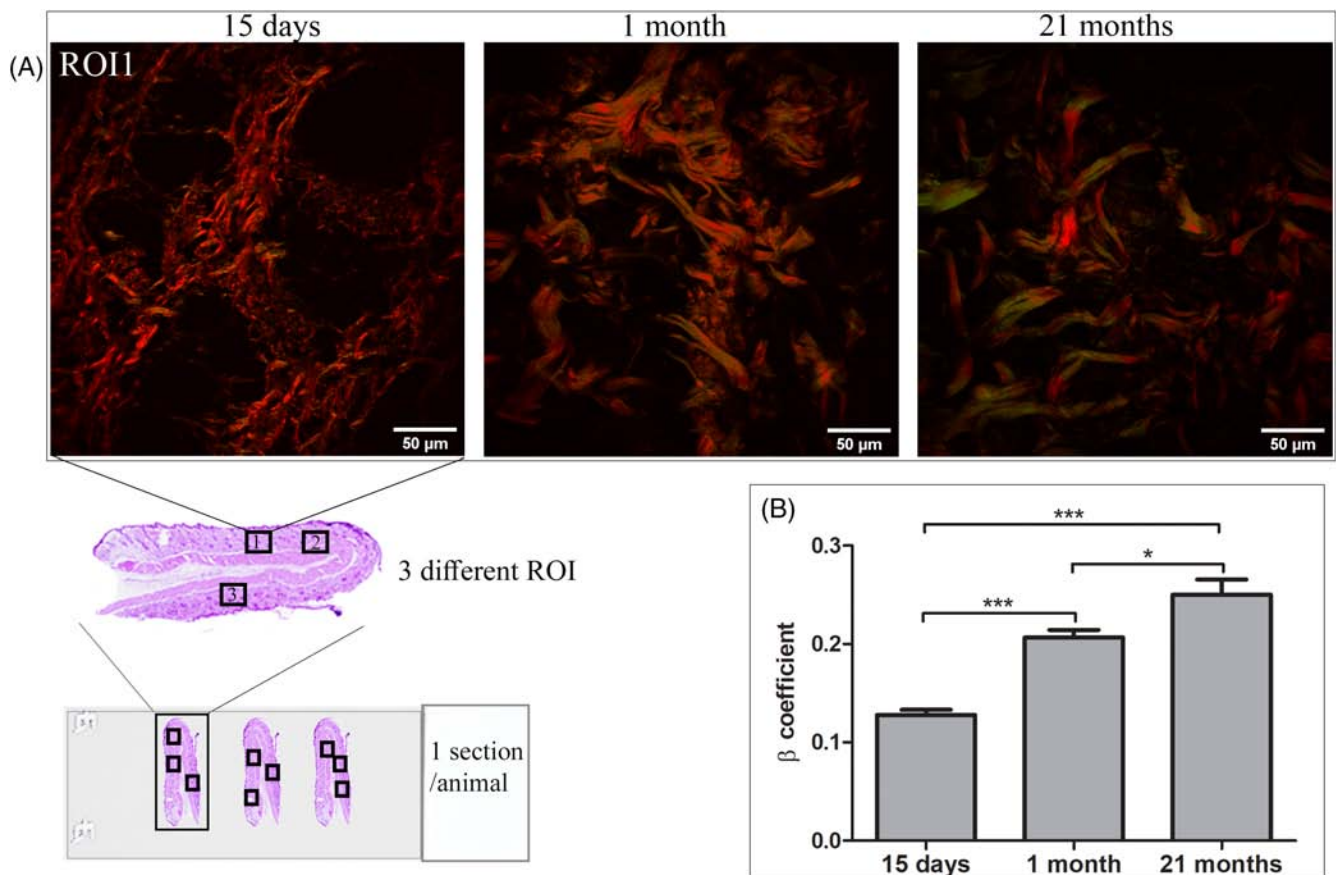 15 days 1 month 21 months
(A)
ROI1
50 µm 50 µm 50 µm
1 2
3
3 different ROI
1 section
/animal
(B)
***
*
***
0.3
0.2
0.1
0.0
β coefficient
15 days 1 month 21 months